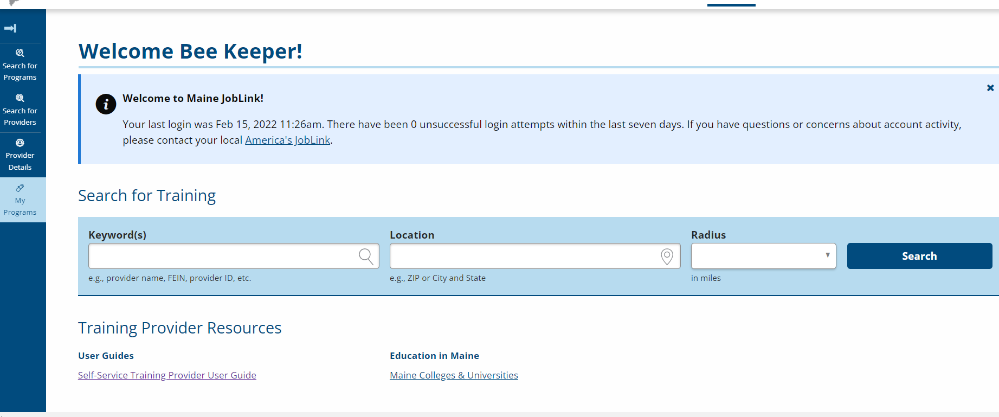 Search for
Programs
Search for
Providers
Provider
Details
My
Programs
Welcome Bee Keeper!
Welcome to Maine JobLink!
Your last login was Feb 15, 2022 11:26am. There have been 0 unsuccessful login attempts within the last seven days. If you have questions or concerns about account activity,
please contact your local America's JobLink.
Search for Training
Keyword(s)
e.g., provider name, FEIN, provider ID, etc.
Location
e.g., ZIP or City and State
Radius
in miles
Search
Training Provider Resources
User Guides
Self-Service Training Provider User Guide
Education in Maine
Maine Colleges & Universities